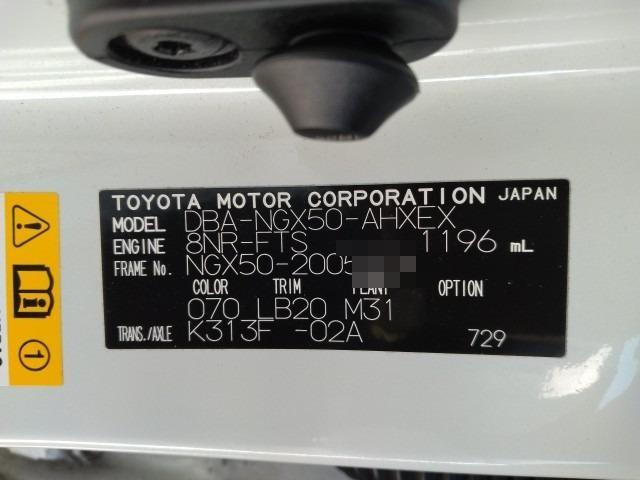 TOYOTA MOTOR CORPORATION JAPAN
MODEL DBA-NGX50-AHXEX
ENGINE 8NR-FTS 1196 mL
FRAME No. NGX50-2005
COLOR TRIM PLANT OPTION
070 LB20 M31
TRANS./AXLE K313F -02A 729
1